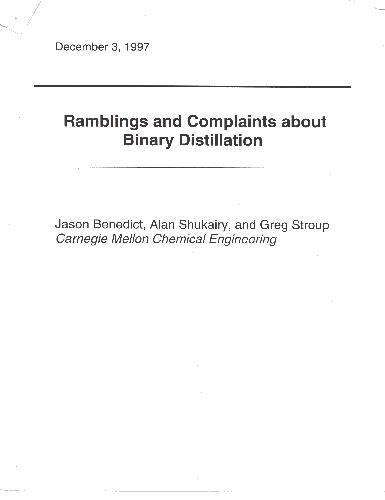 December 3, 1997
Ramblings and Complaints about
Binary Distillation
Jason Benedict, Alan Shukairy, and Greg Stroup
Carnegie Mellon Chemical Engineering